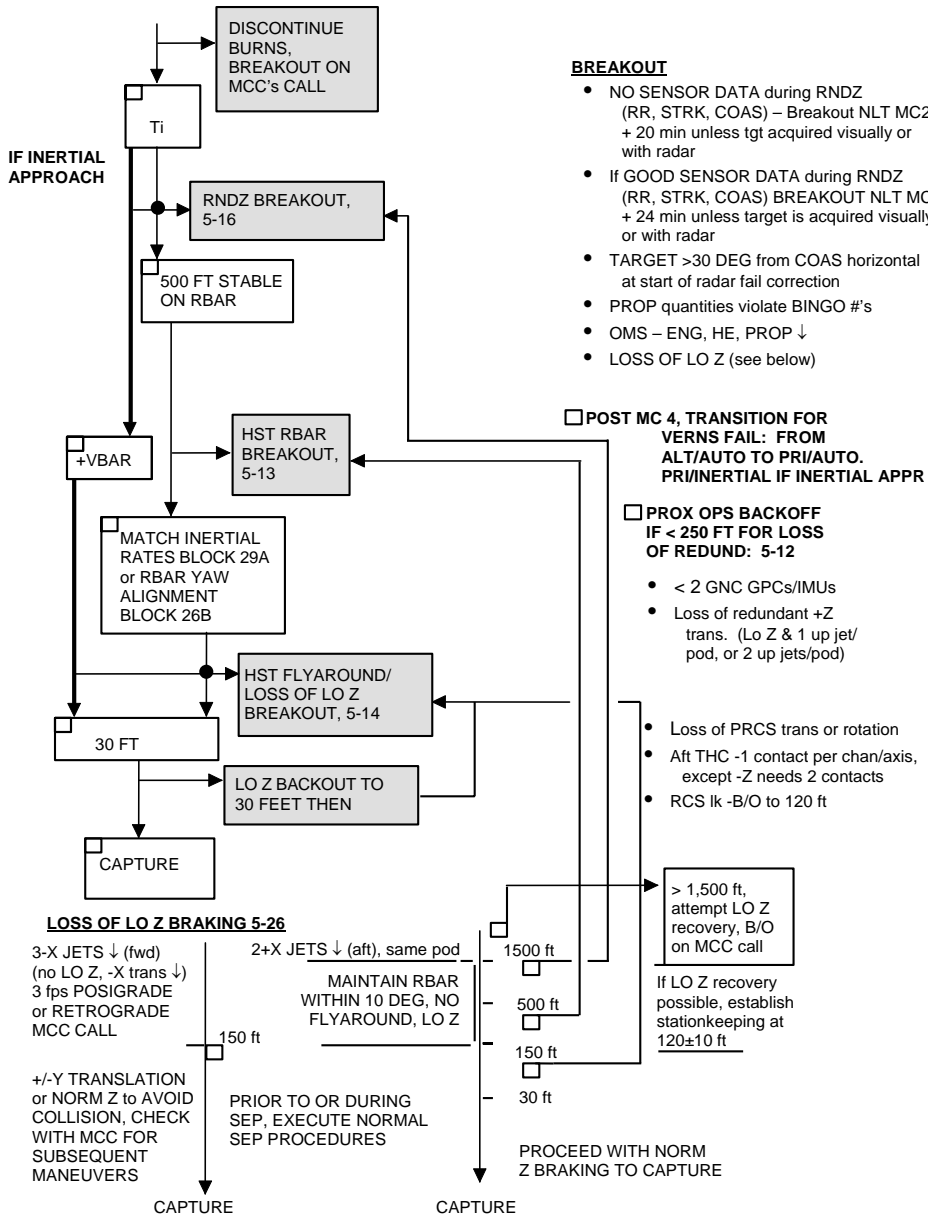 DISCONTINUE
BURNS,
BREAKOUT ON
MCC's CALL
Ti
IF INERTIAL
APPROACH
RNDZ BREAKOUT,
5-16
500 FT STABLE
ON RBAR
HST RBAR
BREAKOUT,
5-13
+VBAR
MATCH INERTIAL
RATES BLOCK 29A
or RBAR YAW
ALIGNMENT
BLOCK 26B
HST FLYAROUND/
LOSS OF LO Z
BREAKOUT, 5-14
30 FT
LO Z BACKOUT TO
30 FEET THEN
CAPTURE
BREAKOUT
• NO SENSOR DATA during RNDZ
(RR, STRK, COAS) – Breakout NLT MC2
+ 20 min unless tgt acquired visually or
with radar
• If GOOD SENSOR DATA during RNDZ
(RR, STRK, COAS) BREAKOUT NLT MC
+ 24 min unless target is acquired visually
or with radar
• TARGET >30 DEG from COAS horizontal
at start of radar fail correction
• PROP quantities violate BINGO #'s
• OMS – ENG, HE, PROP ↓
• LOSS OF LO Z (see below)
POST MC 4, TRANSITION FOR
VERNS FAIL: FROM
ALT/AUTO TO PRI/AUTO.
PRI/INERTIAL IF INERTIAL APPR
PROX OPS BACKOFF
IF < 250 FT FOR LOSS
OF REDUND: 5-12
• < 2 GNC GPCs/IMUs
• Loss of redundant +Z
trans. (Lo Z & 1 up jet/
pod, or 2 up jets/pod)
• Loss of PRCS trans or rotation
• Aft THC -1 contact per chan/axis,
except -Z needs 2 contacts
• RCS lk -B/O to 120 ft
LOSS OF LO Z BRAKING 5-26
3-X JETS ↓ (fwd)
(no LO Z, -X trans ↓)
3 fps POSIGRADE
or RETROGRADE
MCC CALL
150 ft
+/-Y TRANSLATION
or NORM Z to AVOID
COLLISION, CHECK
WITH MCC FOR
SUBSEQUENT
MANEUVERS
CAPTURE
PRIOR TO OR DURING
SEP, EXECUTE NORMAL
SEP PROCEDURES
2+X JETS ↓ (aft), same pod
MAINTAIN RBAR
WITHIN 10 DEG, NO
FLYAROUND, LO Z
1500 ft
500 ft
150 ft
30 ft
PROCEED WITH NORM
Z BRAKING TO CAPTURE
CAPTURE
> 1,500 ft,
attempt LO Z
recovery, B/O
on MCC call
If LO Z recovery
possible, establish
stationkeeping at
120±10 ft